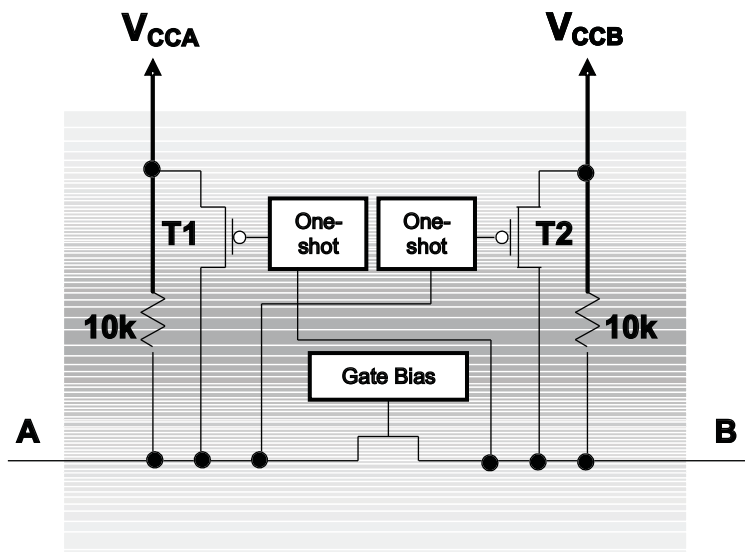 VCCA
VCCB
T1
One-
shot
One-
shot
T2
10k
10k
Gate Bias
A
B